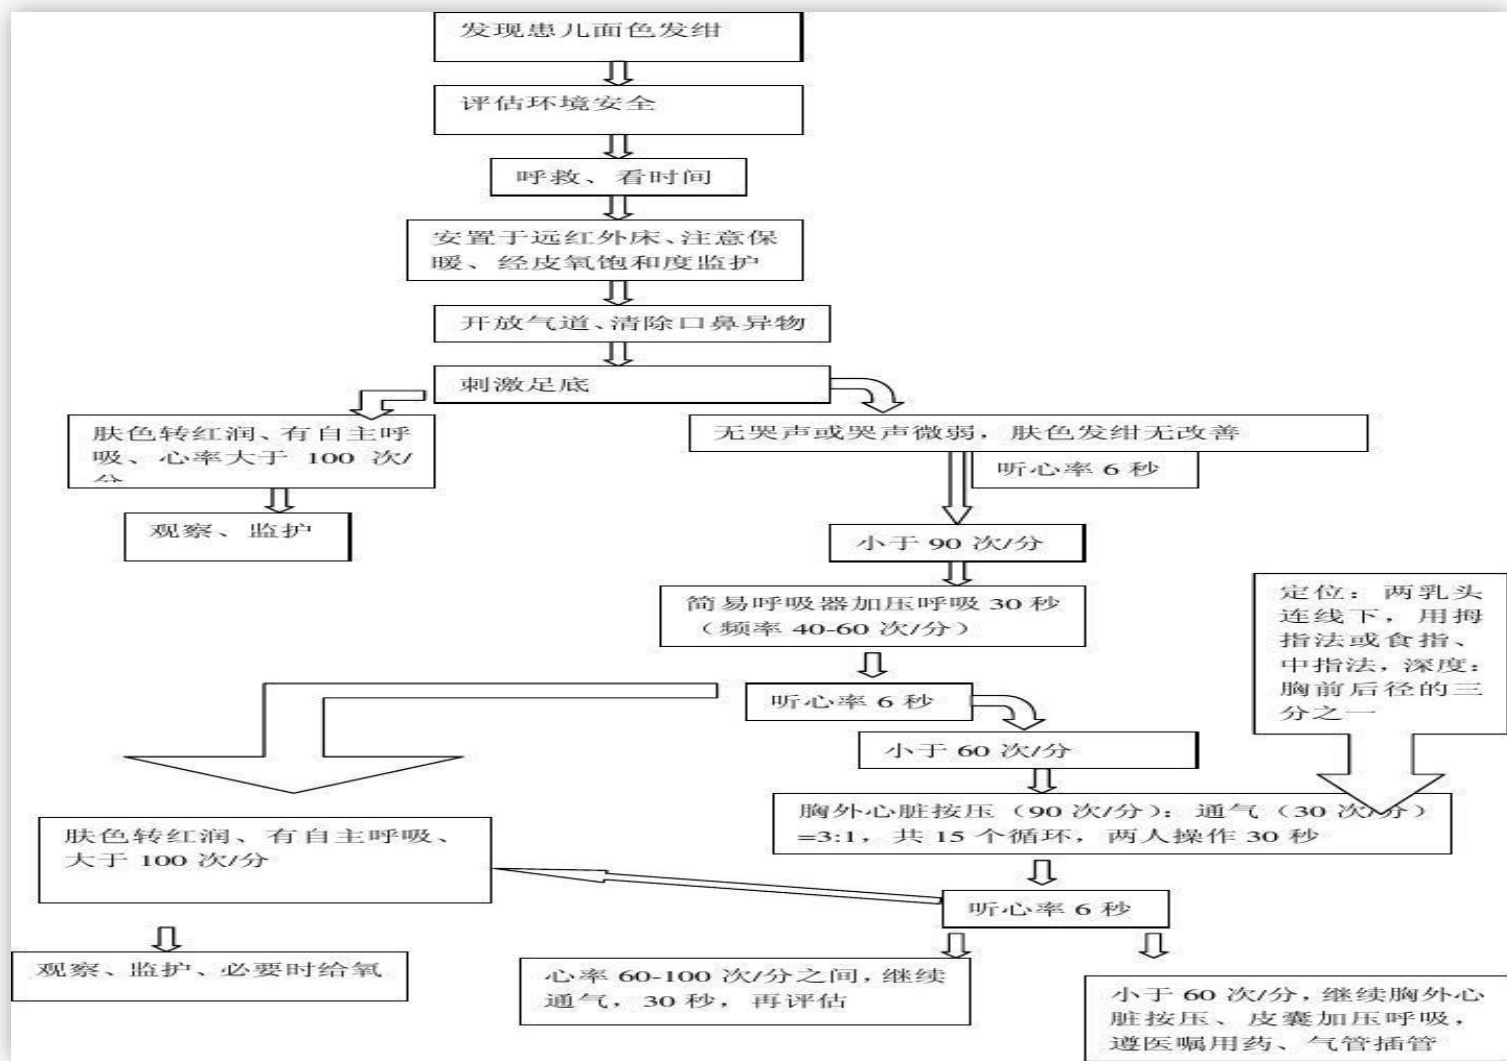 发现患儿面色发绀
评估环境安全
呼救、看时间
安置于远红外床、注意保
暖、经皮氧饱和度监护
开放气道、清除口鼻异物
刺激足底
肤色转红润、有自主呼
吸、心率大于 100 次/
分
观察、监护
无哭声或哭声微弱，肤色发绀无改善
听心率 6 秒
小于 90 次/分
简易呼吸器加压呼吸 30 秒
（频率 40-60 次/分）
定位：两乳头
连线下，用拇
指法或食指、
中指法，深度：
胸前后径的三
分之一
听心率 6 秒
小于 60 次/分
胸外心脏按压（90 次/分）：通气（30 次/分）
=3:1，共 15 个循环，两人操作 30 秒
肤色转红润、有自主呼吸、
大于 100 次/分
听心率 6 秒
观察、监护、必要时给氧
心率 60-100 次/分之间，继续
通气，30 秒，再评估
小于 60 次/分，继续胸外心
脏按压、皮囊加压呼吸，
遵医嘱用药、气管插管